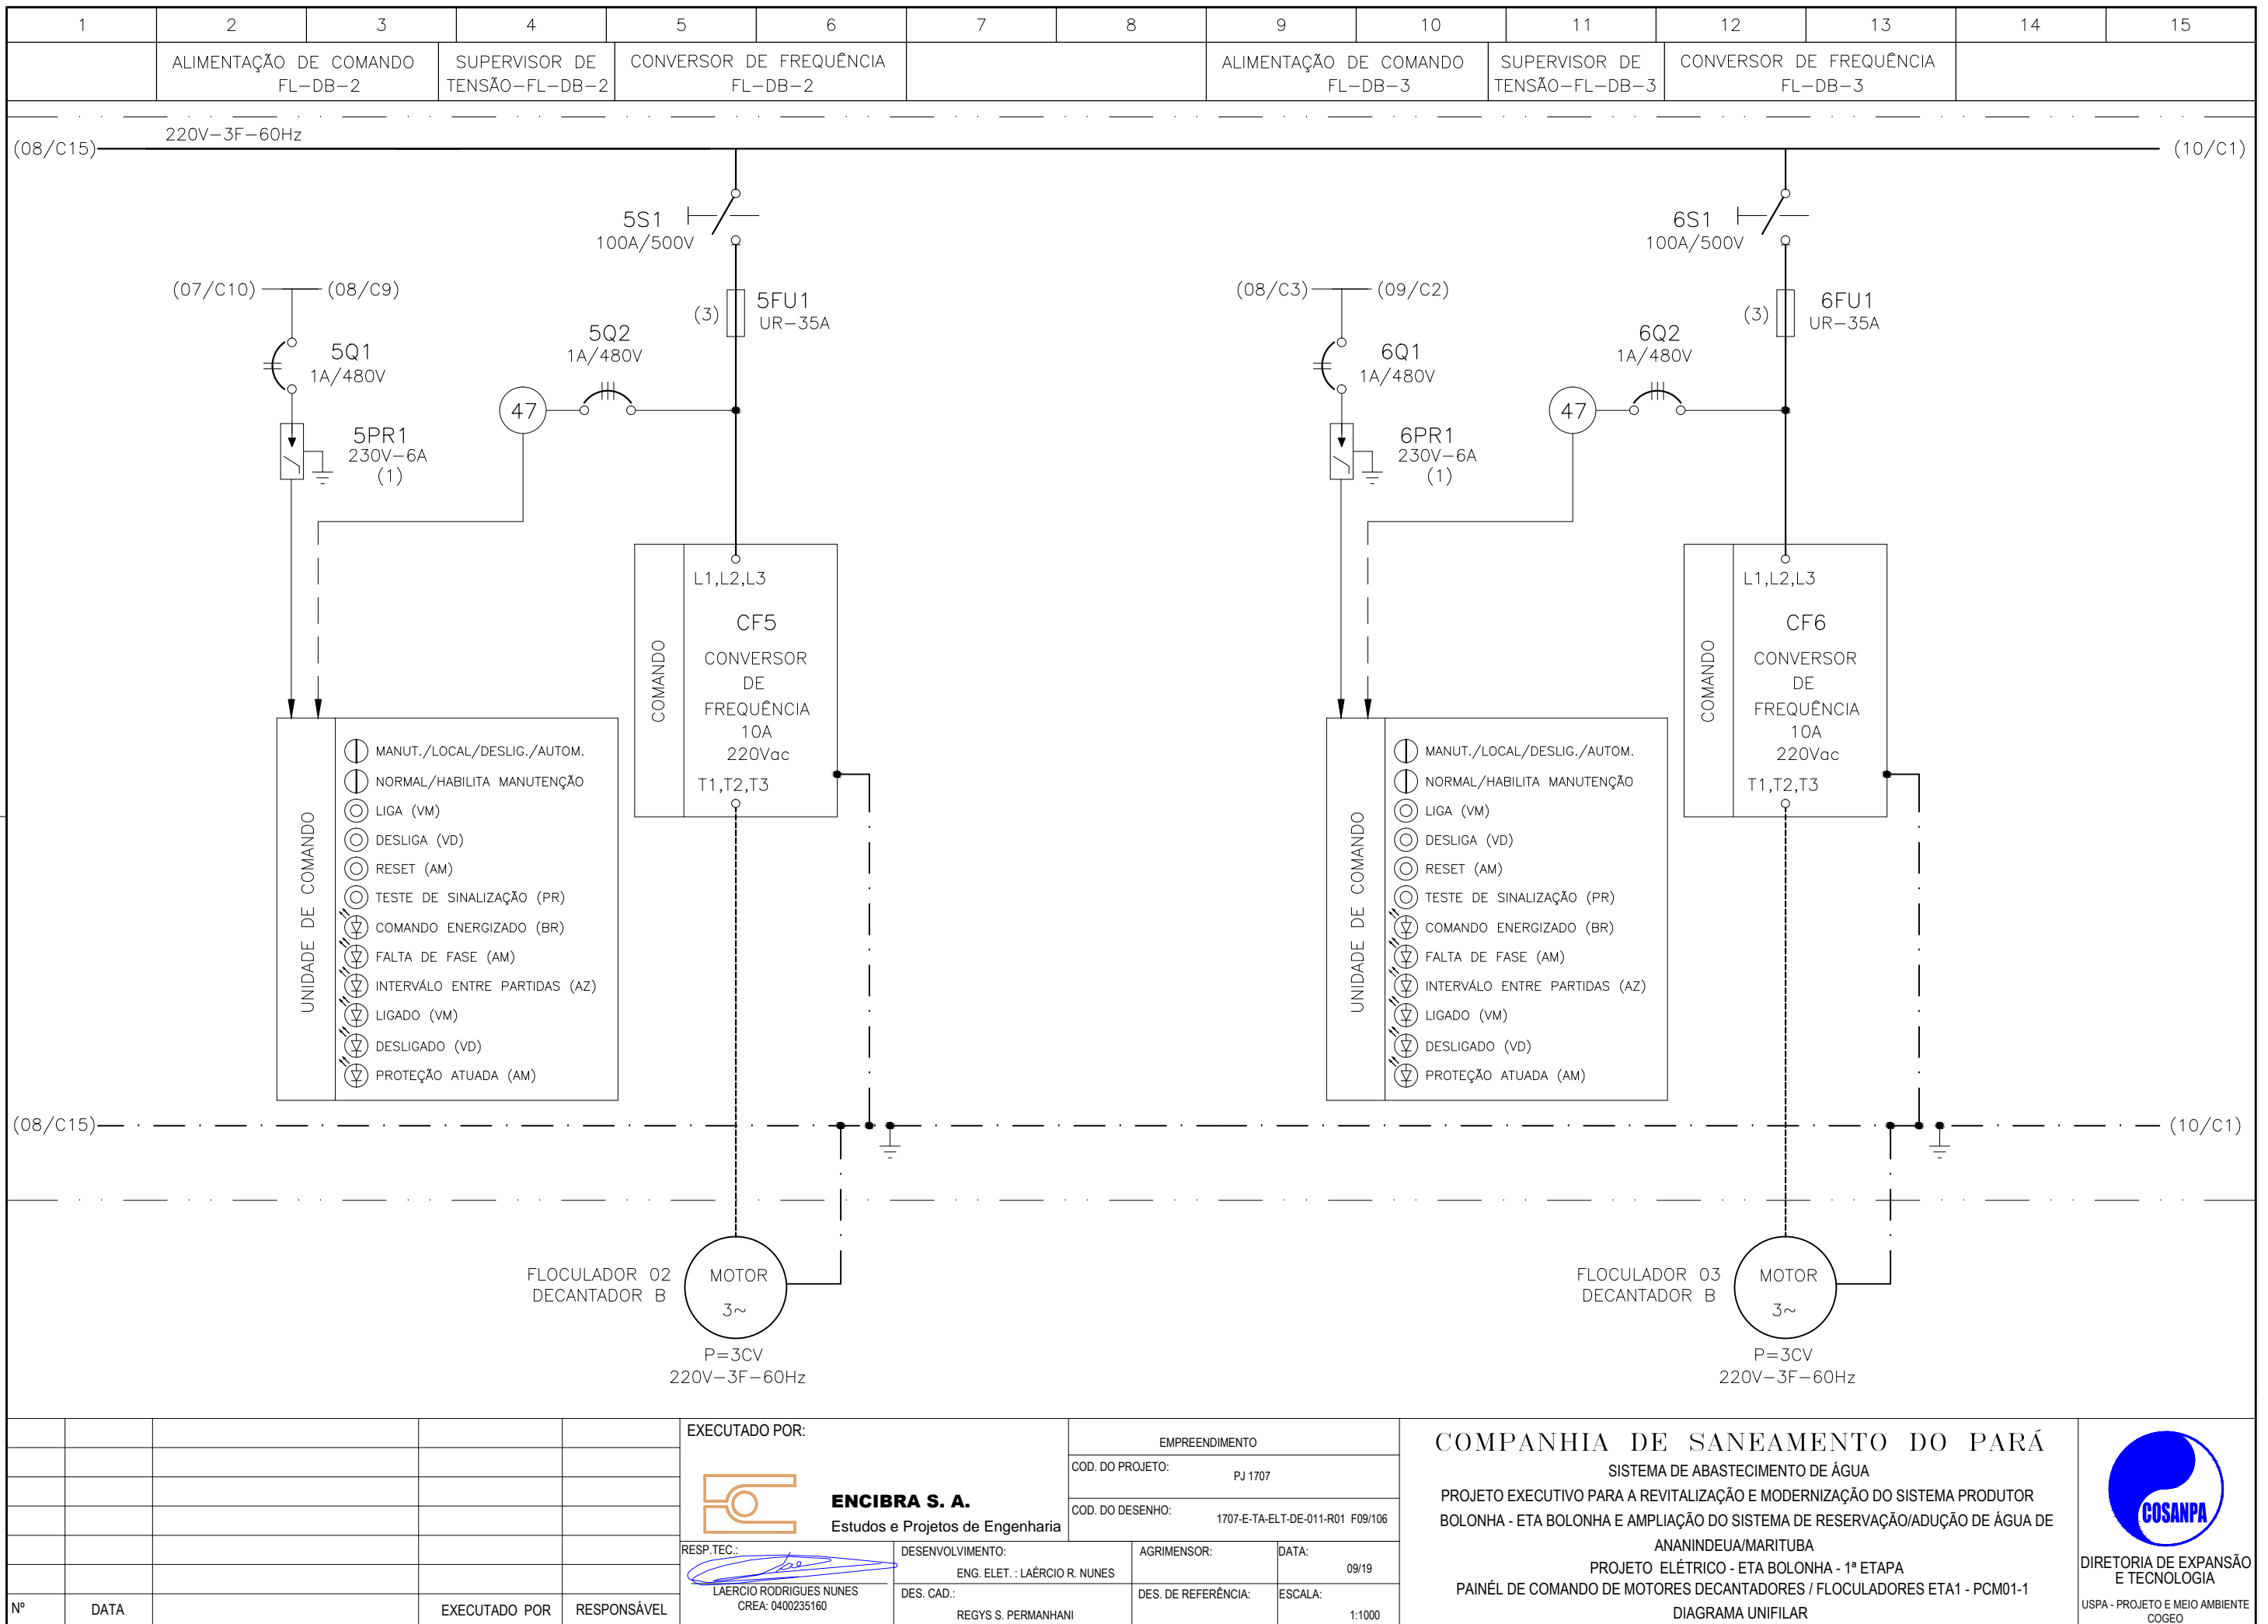 1 2 3 4 5 6 7 8 9 10 11 12 13 14 15
ALIMENTAÇÃO DE COMANDO
FL-DB-2
SUPERVISOR DE
TENSÃO-FL-DB-2
CONVERSOR DE FREQUÊNCIA
FL-DB-2
ALIMENTAÇÃO DE COMANDO
FL-DB-3
SUPERVISOR DE
TENSÃO-FL-DB-3
CONVERSOR DE FREQUÊNCIA
FL-DB-3
220V-3F-60Hz
(08/C15)
(10/C1)
5S1
100A/500V
(07/C10)
(08/C9)
(3)
5FU1
UR-35A
5Q2
1A/480V
5Q1
1A/480V
47
5PR1
230V-6A
(1)
L1,L2,L3
CF5
CONVERSOR
DE
FREQUÊNCIA
10A
220Vac
T1,T2,T3
COMANDO
UNIDADE DE COMANDO
MANUT./LOCAL/DESLIG./AUTOM.
NORMAL/HABILITA MANUTENÇÃO
LIGA (VM)
DESLIGA (VD)
RESET (AM)
TESTE DE SINALIZAÇÃO (PR)
COMANDO ENERGIZADO (BR)
FALTA DE FASE (AM)
INTERVÁLO ENTRE PARTIDAS (AZ)
LIGADO (VM)
DESLIGADO (VD)
PROTEÇÃO ATUADA (AM)
6S1
100A/500V
(08/C3)
(09/C2)
(3)
6FU1
UR-35A
6Q2
1A/480V
6Q1
1A/480V
47
6PR1
230V-6A
(1)
L1,L2,L3
CF6
CONVERSOR
DE
FREQUÊNCIA
10A
220Vac
T1,T2,T3
COMANDO
UNIDADE DE COMANDO
MANUT./LOCAL/DESLIG./AUTOM.
NORMAL/HABILITA MANUTENÇÃO
LIGA (VM)
DESLIGA (VD)
RESET (AM)
TESTE DE SINALIZAÇÃO (PR)
COMANDO ENERGIZADO (BR)
FALTA DE FASE (AM)
INTERVÁLO ENTRE PARTIDAS (AZ)
LIGADO (VM)
DESLIGADO (VD)
PROTEÇÃO ATUADA (AM)
(08/C15)
(10/C1)
FLOCULADOR 02
DECANTADOR B
MOTOR
3~
P=3CV
220V-3F-60Hz
FLOCULADOR 03
DECANTADOR B
MOTOR
3~
P=3CV
220V-3F-60Hz
Nº DATA EXECUTADO POR RESPONSÁVEL
EXECUTADO POR:
ENCIBRA S. A.
Estudos e Projetos de Engenharia
EMPREENDIMENTO
COD. DO PROJETO:
PJ 1707
COD. DO DESENHO:
1707-E-TA-ELT-DE-011-R01 F09/106
RESP.TEC.:
LAERCIO RODRIGUES NUNES
CREA: 0400235160
DESENVOLVIMENTO:
ENG. ELET. : LAÉRCIO R. NUNES
AGRIMENSOR:
DATA:
09/19
DES. CAD.:
REGYS S. PERMANHANI
DES. DE REFERÊNCIA:
ESCALA:
1:1000
COMPANHIA DE SANEAMENTO DO PARÁ
SISTEMA DE ABASTECIMENTO DE ÁGUA
PROJETO EXECUTIVO PARA A REVITALIZAÇÃO E MODERNIZAÇÃO DO SISTEMA PRODUTOR
BOLONHA - ETA BOLONHA E AMPLIAÇÃO DO SISTEMA DE RESERVAÇÃO/ADUÇÃO DE ÁGUA DE
ANANINDEUA/MARITUBA
PROJETO ELÉTRICO - ETA BOLONHA - 1ª ETAPA
PAINÉL DE COMANDO DE MOTORES DECANTADORES / FLOCULADORES ETA1 - PCM01-1
DIAGRAMA UNIFILAR
COSANPA
DIRETORIA DE EXPANSÃO
E TECNOLOGIA
USPA - PROJETO E MEIO AMBIENTE
COGEO